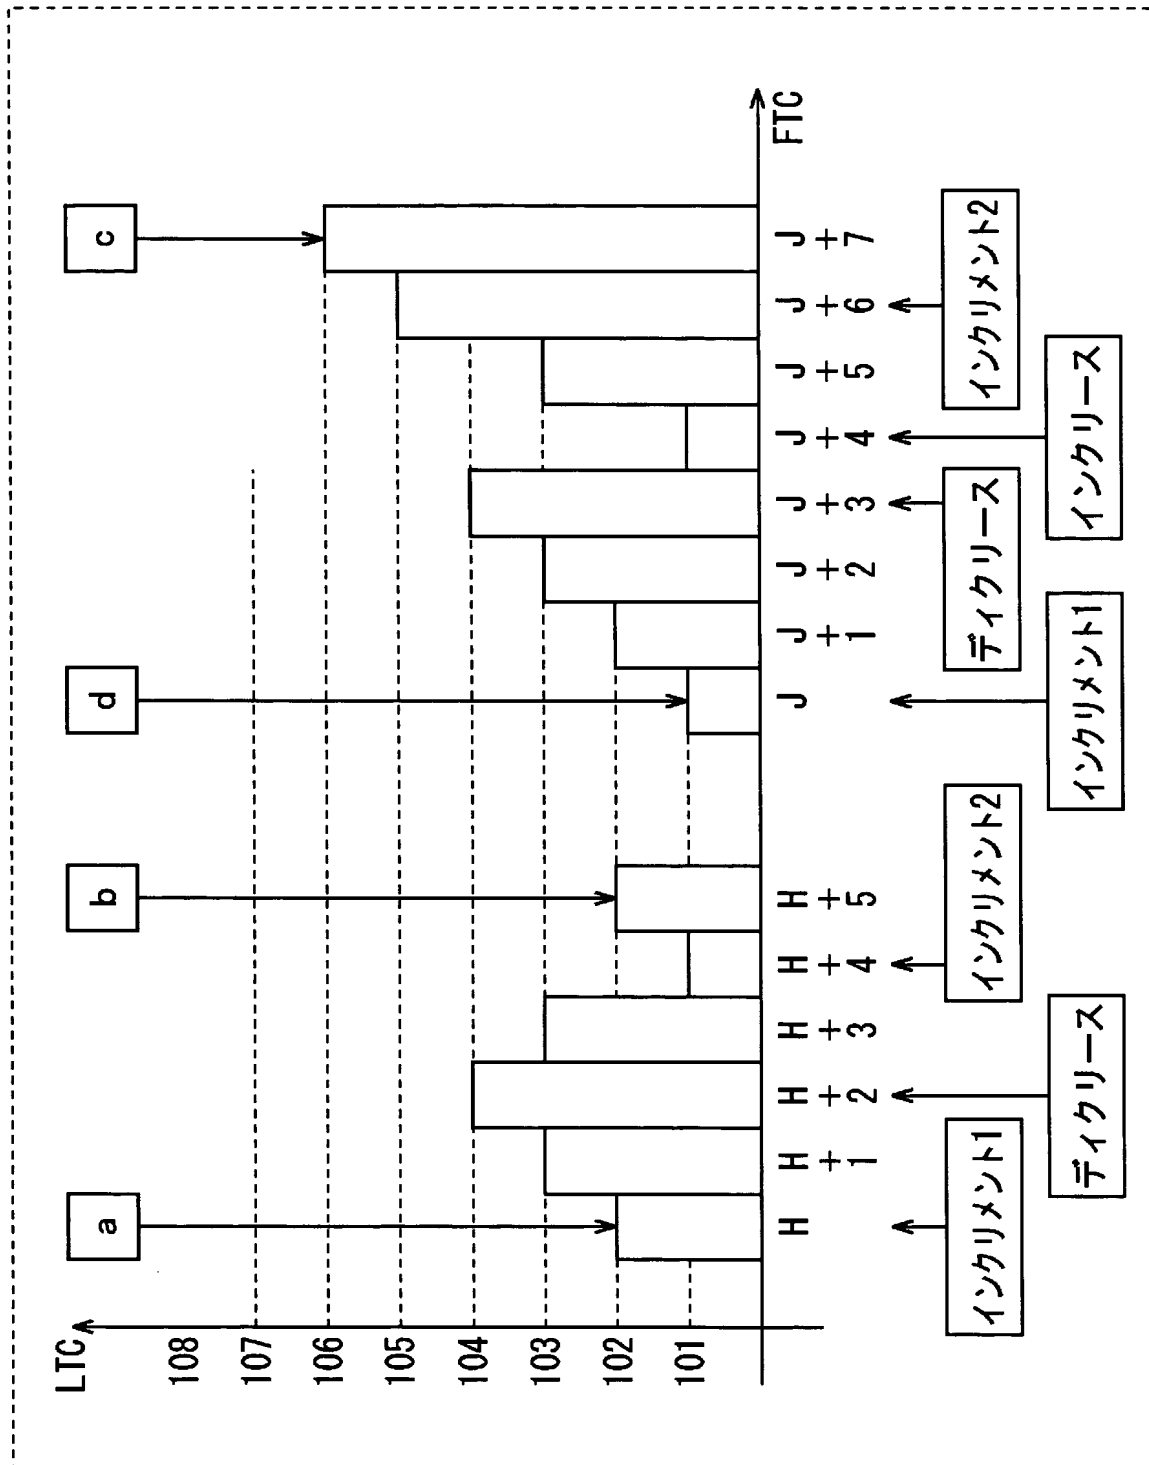 LTC
a
b
d
c
108
107
106
105
104
103
102
101
H
H+1
H+2
H+3
H+4
H+5
J
J+1
J+2
J+3
J+4
J+5
J+6
J+7
FTC
インクリメント1
インクリメント2
ディクリース
インクリメント2
ディクリース
インクリメント1
インクリース